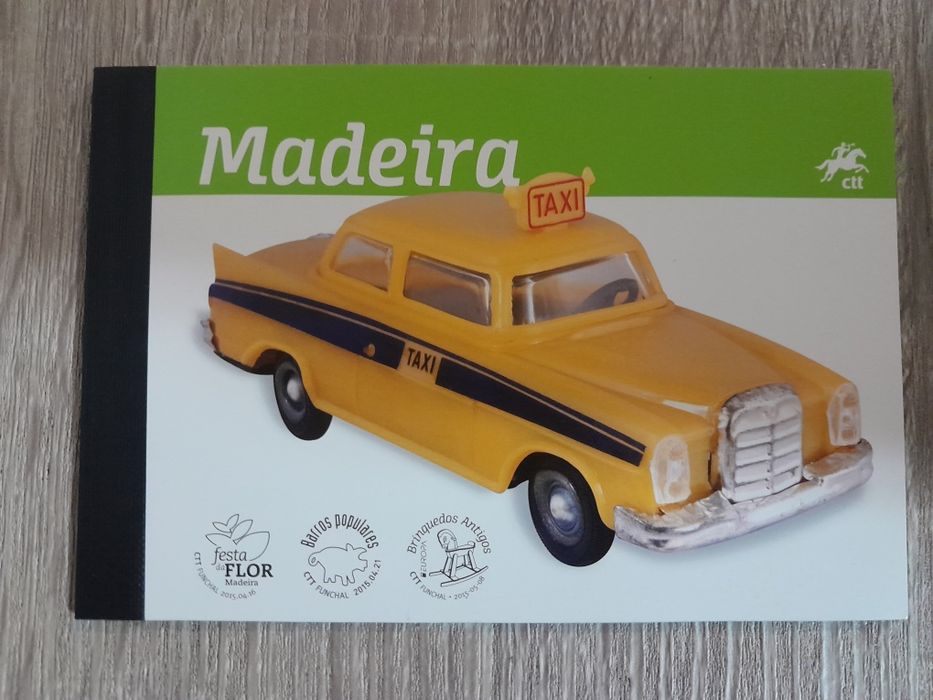 Madeira
ctt
TAXI
TAXI
festa
da FLOR
Madeira
CTT FUNCHAL 2015.04.16
Barros populares
CTT FUNCHAL 2015.04.21
Brinquedos Antigos
EUROPA
CTT FUNCHAL • 2015.05.08